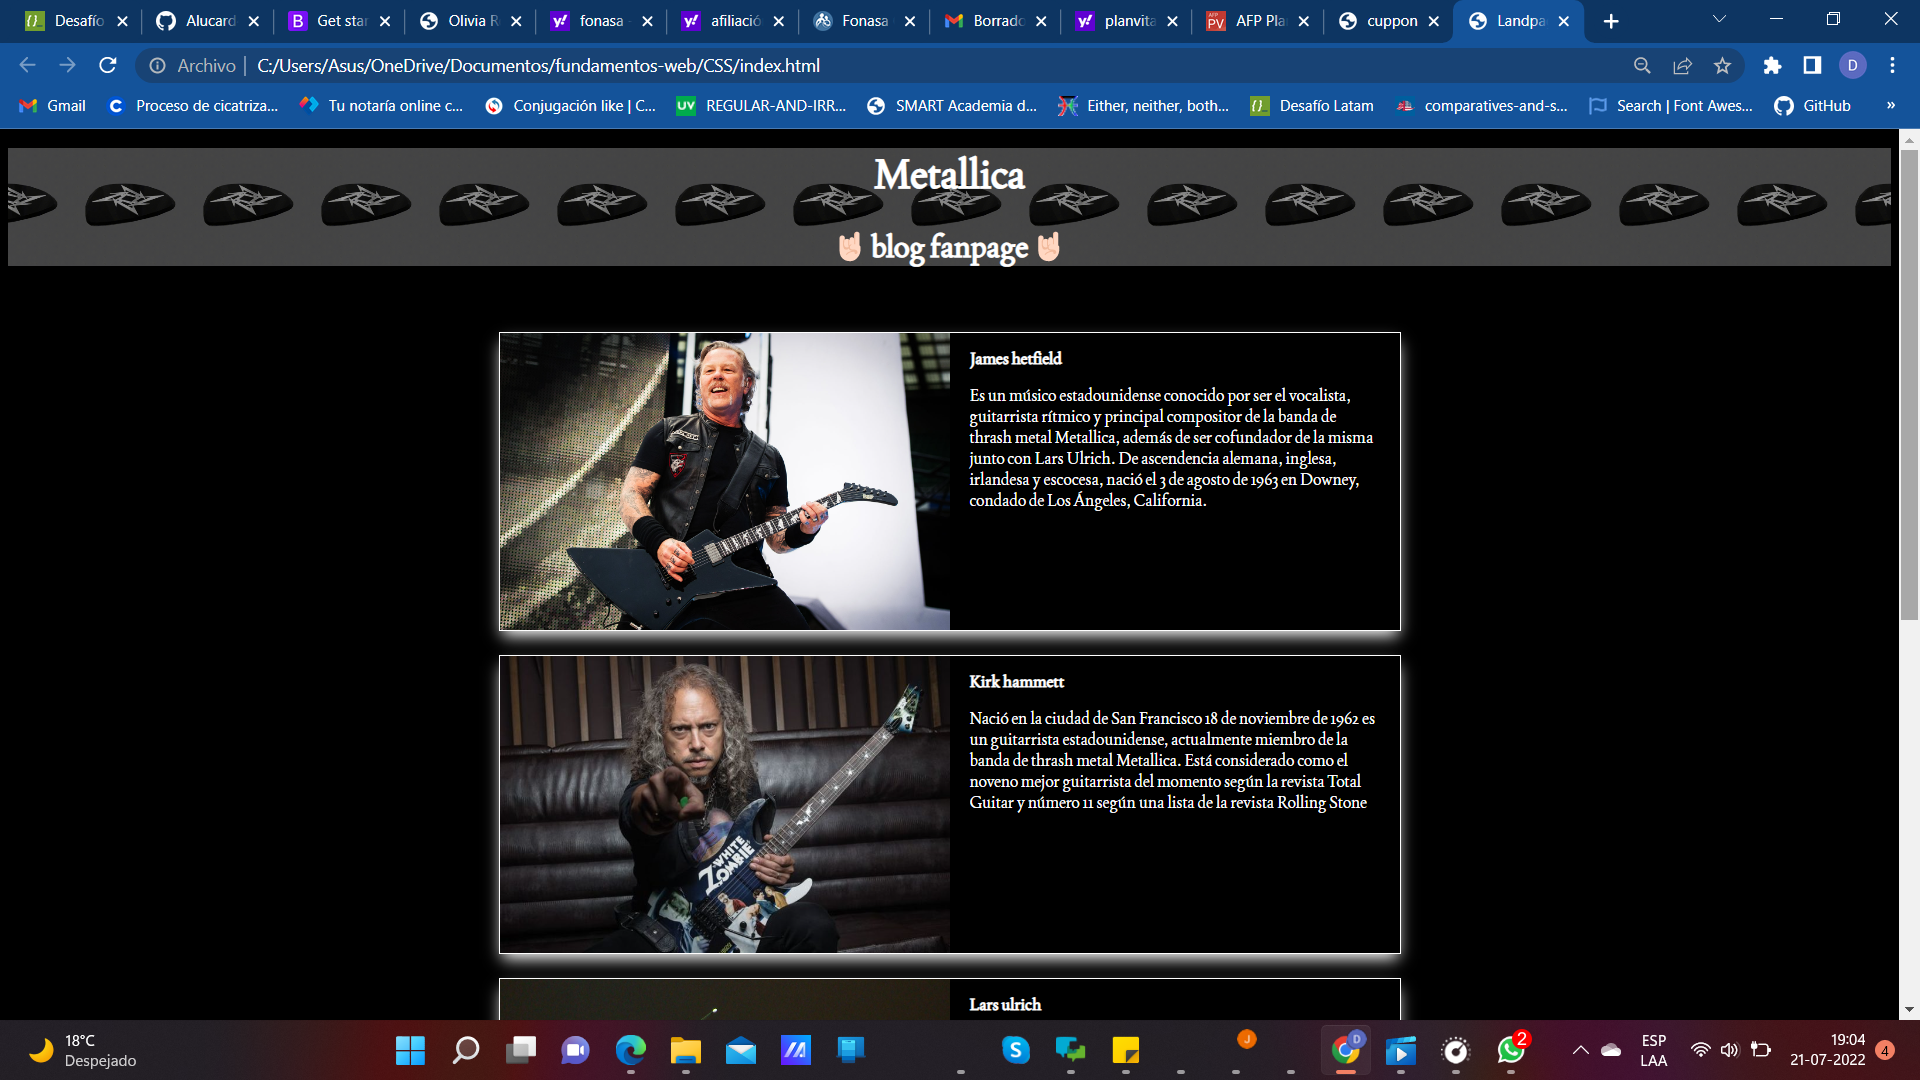 Desafío
Alucard
Get star
Olivia R
fonasa -
afiliació
Fonasa
Borrado
planvita
AFP Pla
cuppon
Landpa
Archivo
C:/Users/Asus/OneDrive/Documentos/fundamentos-web/CSS/index.html
D
Gmail
Proceso de cicatriza...
Tu notaría online c...
Conjugación like | C...
UV
REGULAR-AND-IRR...
SMART Academia d...
Either, neither, both...
Desafío Latam
comparatives-and-s...
Search | Font Awes...
GitHub
»
Metallica
🤘🏻 blog fanpage 🤘🏻
James hetfield
Es un músico estadounidense conocido por ser el vocalista,
guitarrista rítmico y principal compositor de la banda de
thrash metal Metallica, además de ser cofundador de la misma
junto con Lars Ulrich. De ascendencia alemana, inglesa,
irlandesa y escocesa, nació el 3 de agosto de 1963 en Downey,
condado de Los Ángeles, California.
WHITE
ZOMBIE
Kirk hammett
Nació en la ciudad de San Francisco 18 de noviembre de 1962 es
un guitarrista estadounidense, actualmente miembro de la
banda de thrash metal Metallica. Está considerado como el
noveno mejor guitarrista del momento según la revista Total
Guitar y número 11 según una lista de la revista Rolling Stone
Lars ulrich
18°C
Despejado
J
D
2
ESP
LAA
19:04
21-07-2022
4